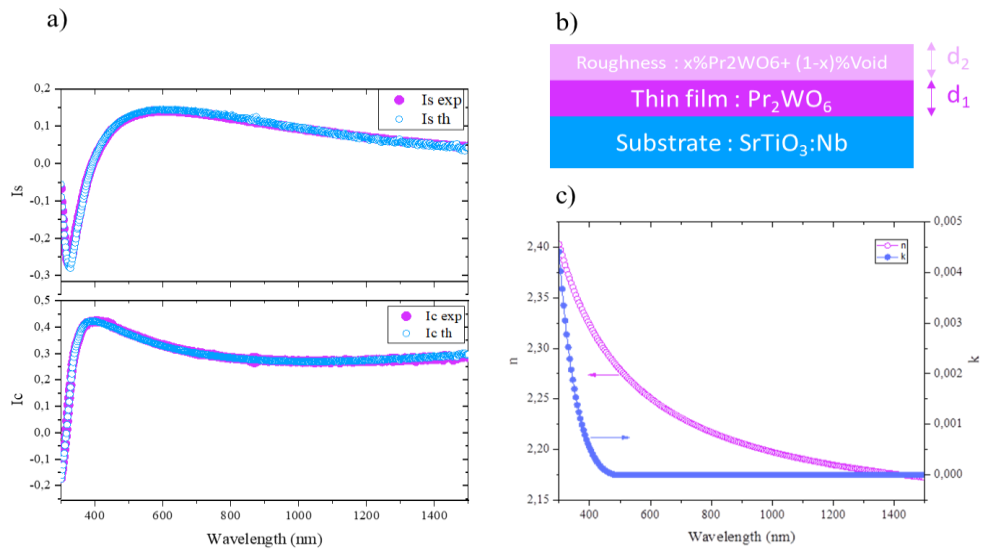 a)
0,2
0,1
0,0
-0,1
-0,2
-0,3
Is
Is exp
Is th
0,5
0,4
0,3
0,2
0,1
0,0
-0,1
-0,2
Ic
Ic exp
Ic th
400 600 800 1000 1200 1400
Wavelength (nm)
b)
Roughness : x%Pr2WO6+ (1-x)%Void
d₂
Thin film : Pr₂WO₆
d₁
Substrate : SrTiO₃:Nb
c)
2,40
2,35
2,30
2,25
2,20
2,15
n
n
k
0,005
0,004
0,003
0,002
0,001
0,000
k
400 600 800 1000 1200 1400
Wavelength (nm)